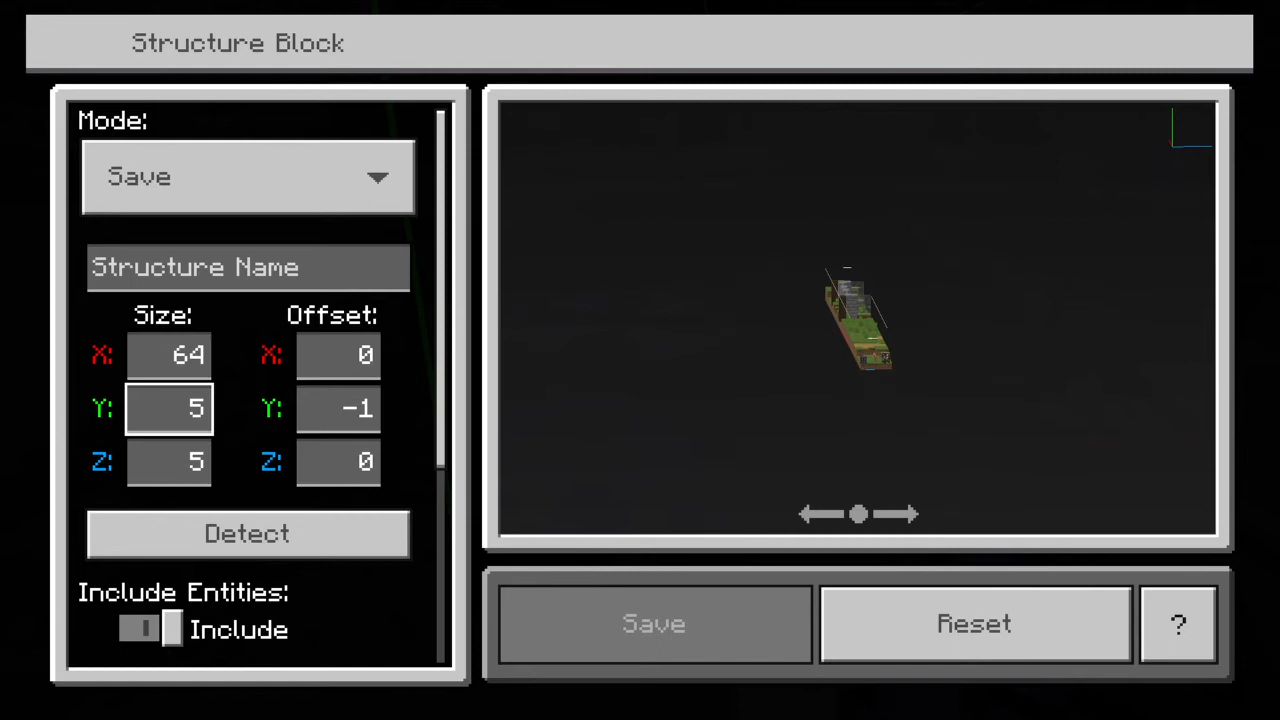 Structure Block
Mode:
Save
Structure Name
Size: Offset:
X: 64 X: 0
Y: 5 Y: -1
Z: 5 Z: 0
Detect
Include Entities:
Include
Save Reset ?